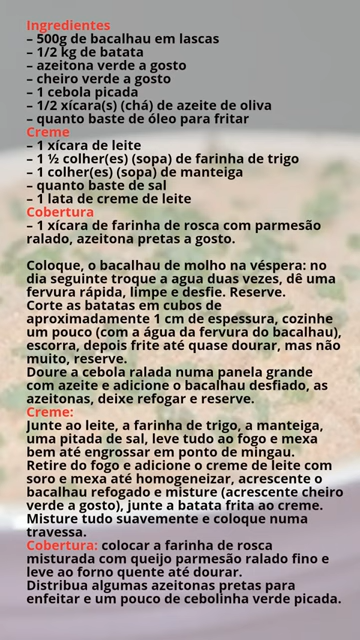 Ingredientes
– 500g de bacalhau em lascas
– 1/2 kg de batata
– azeitona verde a gosto
– cheiro verde a gosto
– 1 cebola picada
– 1/2 xícara(s) (chá) de azeite de oliva
– quanto baste de óleo para fritar
Creme
– 1 xícara de leite
– 1 ½ colher(es) (sopa) de farinha de trigo
– 1 colher(es) (sopa) de manteiga
– quanto baste de sal
– 1 lata de creme de leite
Cobertura
– 1 xícara de farinha de rosca com parmesão
ralado, azeitona pretas a gosto.
Coloque, o bacalhau de molho na véspera: no
dia seguinte troque a agua duas vezes, dê uma
fervura rápida, limpe e desfie. Reserve.
Corte as batatas em cubos de
aproximadamente 1 cm de espessura, cozinhe
um pouco (com a água da fervura do bacalhau),
escorra, depois frite até quase dourar, mas não
muito, reserve.
Doure a cebola ralada numa panela grande
com azeite e adicione o bacalhau desfiado, as
azeitonas, deixe refogar e reserve.
Creme:
Junte ao leite, a farinha de trigo, a manteiga,
uma pitada de sal, leve tudo ao fogo e mexa
bem até engrossar em ponto de mingau.
Retire do fogo e adicione o creme de leite com
soro e mexa até homogeneizar, acrescente o
bacalhau refogado e misture (acrescente cheiro
verde a gosto), junte a batata frita ao creme.
Misture tudo suavemente e coloque numa
travessa.
Cobertura: colocar a farinha de rosca
misturada com queijo parmesão ralado fino e
leve ao forno quente até dourar.
Distribua algumas azeitonas pretas para
enfeitar e um pouco de cebolinha verde picada.